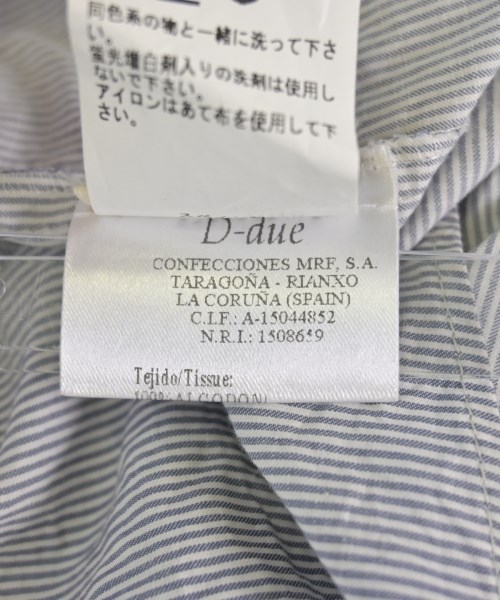 同色系の物と一緒に洗って下さ
い。
蛍光増白剤入りの洗剤は使用し
ないで下さい。
アイロンはあて布を使用して下
さい。
D-due
CONFECCIONES MRF, S.A.
TARAGOÑA - RIANXO
LA CORUÑA (SPAIN)
C.I.F.: A-15044852
N.R.I.: 1508659
Tejido/Tissue:
100% ALGODON